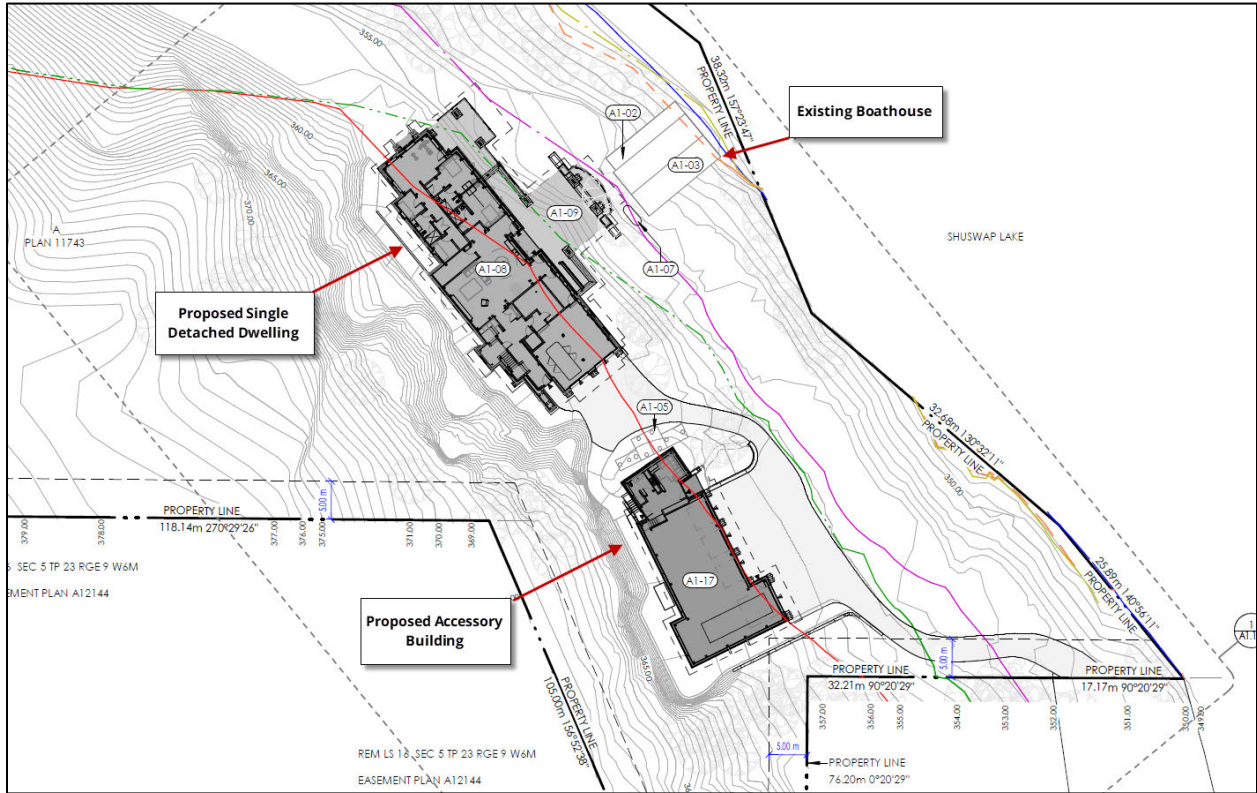 355.00
38.32m 157°23'47"
PROPERTY LINE
Existing Boathouse
A1-02
A1-03
360.00
365.00
370.00
A
PLAN 11743
A1-09
A1-07
A1-08
SHUSWAP LAKE
Proposed Single
Detached Dwelling
A1-05
32.68m 130°32'11"
PROPERTY LINE
350.00
5.00 m
PROPERTY LINE
118.14m 270°29'26"
379.00
378.00
377.00
376.00
375.00
371.00
370.00
369.00
SEC 5 TP 23 RGE 9 W6M
EMENT PLAN A12144
25.89m 140°56'11"
PROPERTY LINE
A1-17
Proposed Accessory
Building
1
A1.1
365.00
5.00 m
PROPERTY LINE
32.21m 90°20'29"
PROPERTY LINE
17.17m 90°20'29"
PROPERTY LINE
105.00m 156°52'38"
357.00
356.00
355.00
354.00
353.00
352.00
351.00
350.00
349.00
5.00 m
REM LS 16, SEC 5 TP 23 RGE 9 W6M
EASEMENT PLAN A12144
PROPERTY LINE
76.20m 0°20'29"